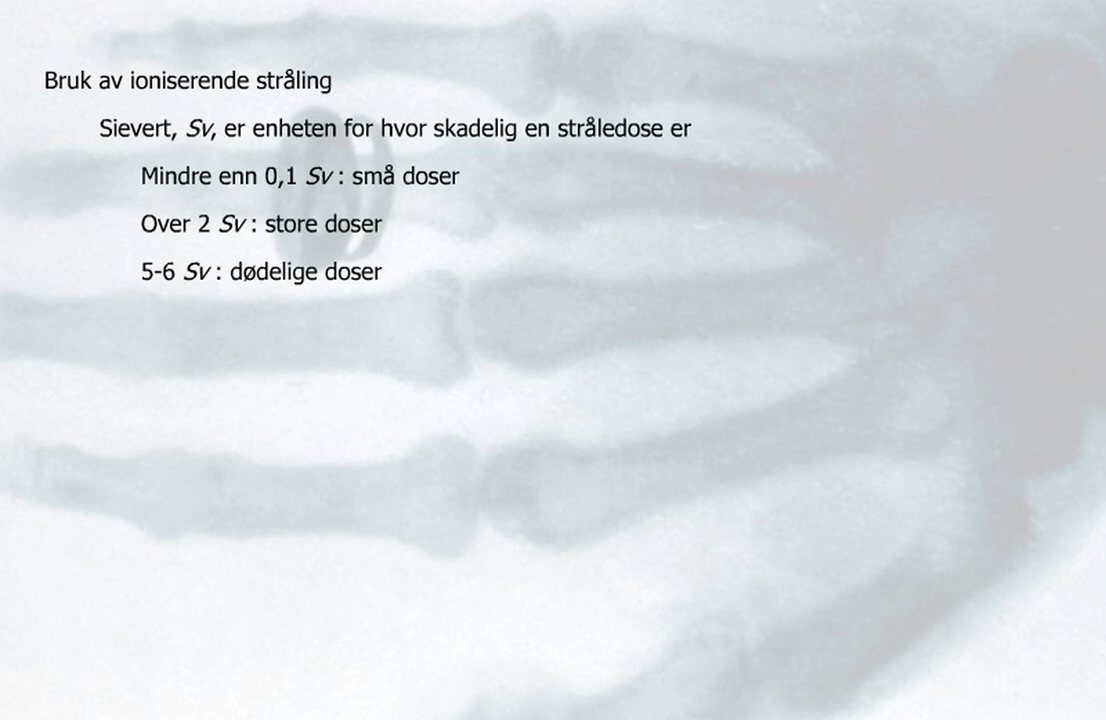 Bruk av ioniserende stråling
Sievert, Sv, er enheten for hvor skadelig en stråledose er
Mindre enn 0,1 Sv : små doser
Over 2 Sv : store doser
5-6 Sv : dødelige doser